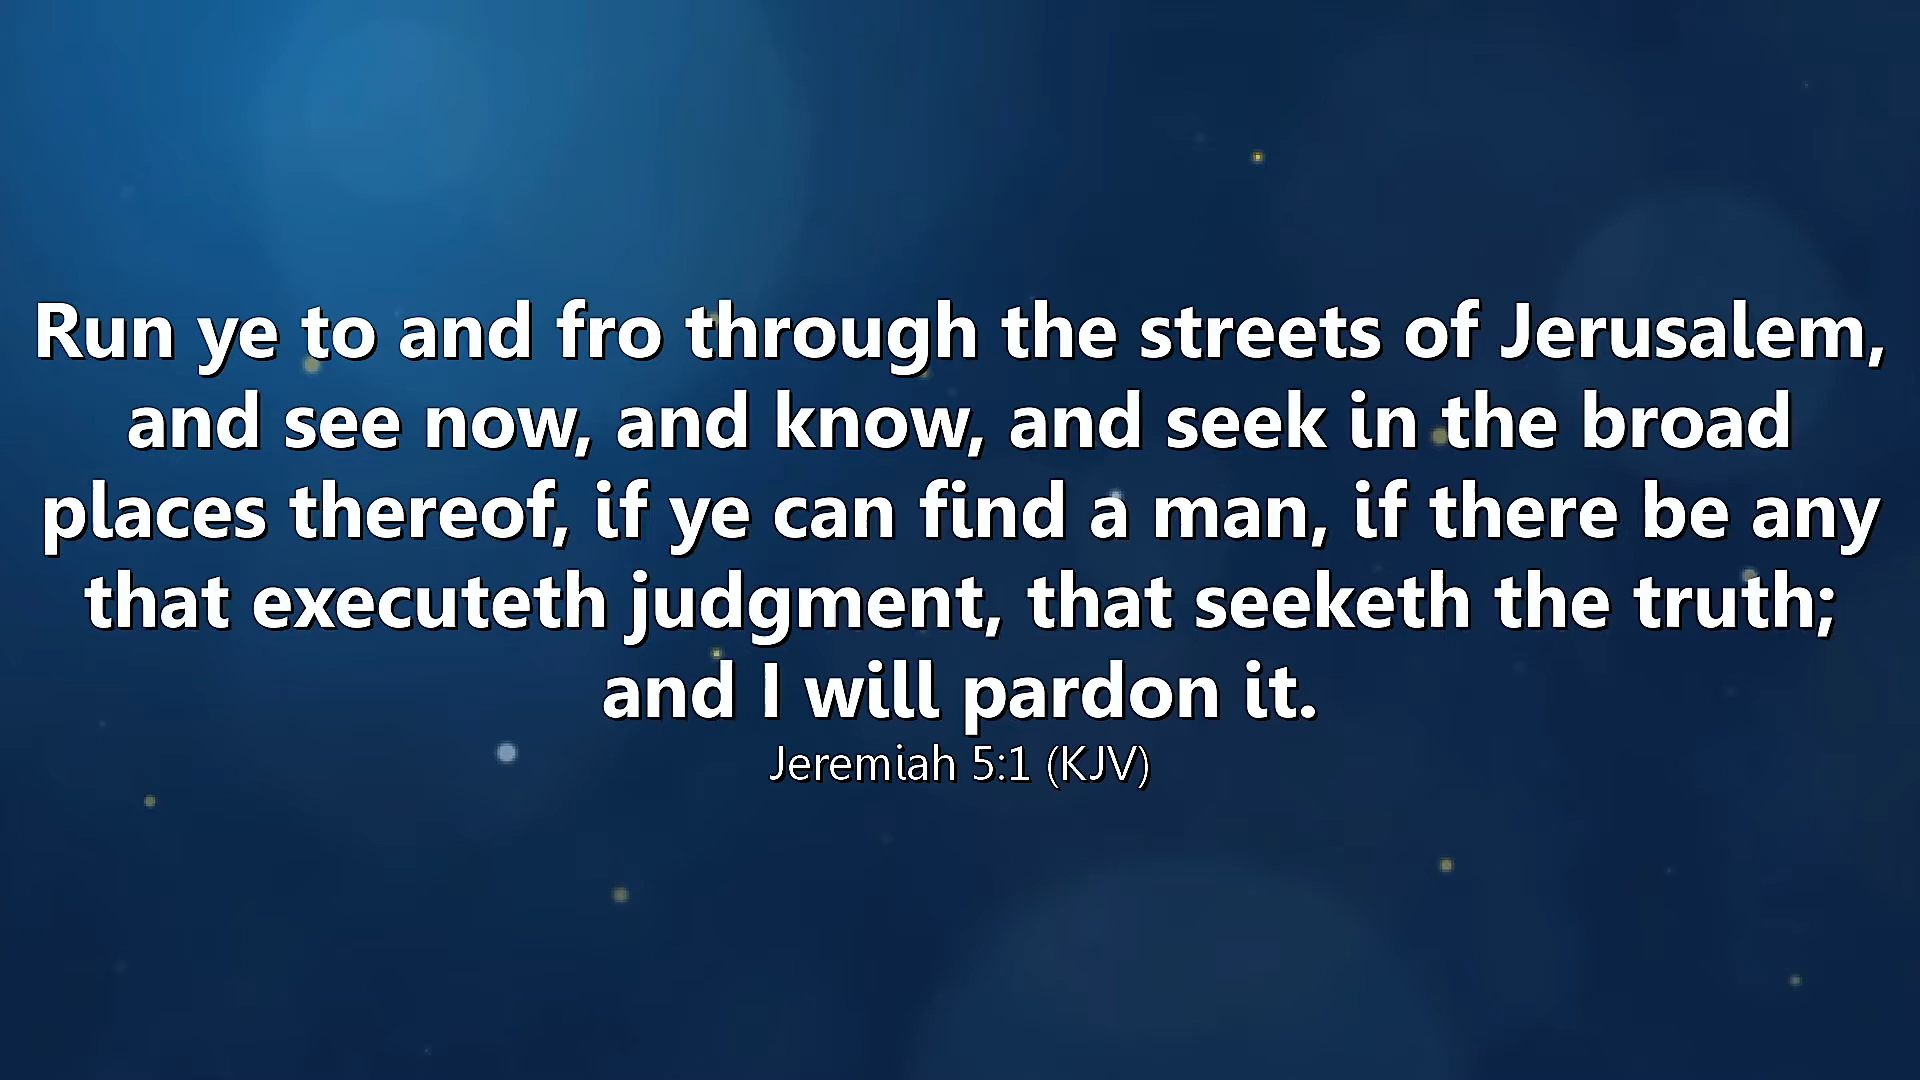 Run ye to and fro through the streets of Jerusalem,
and see now, and know, and seek in the broad
places thereof, if ye can find a man, if there be any
that executeth judgment, that seeketh the truth;
and I will pardon it.
Jeremiah 5:1 (KJV)